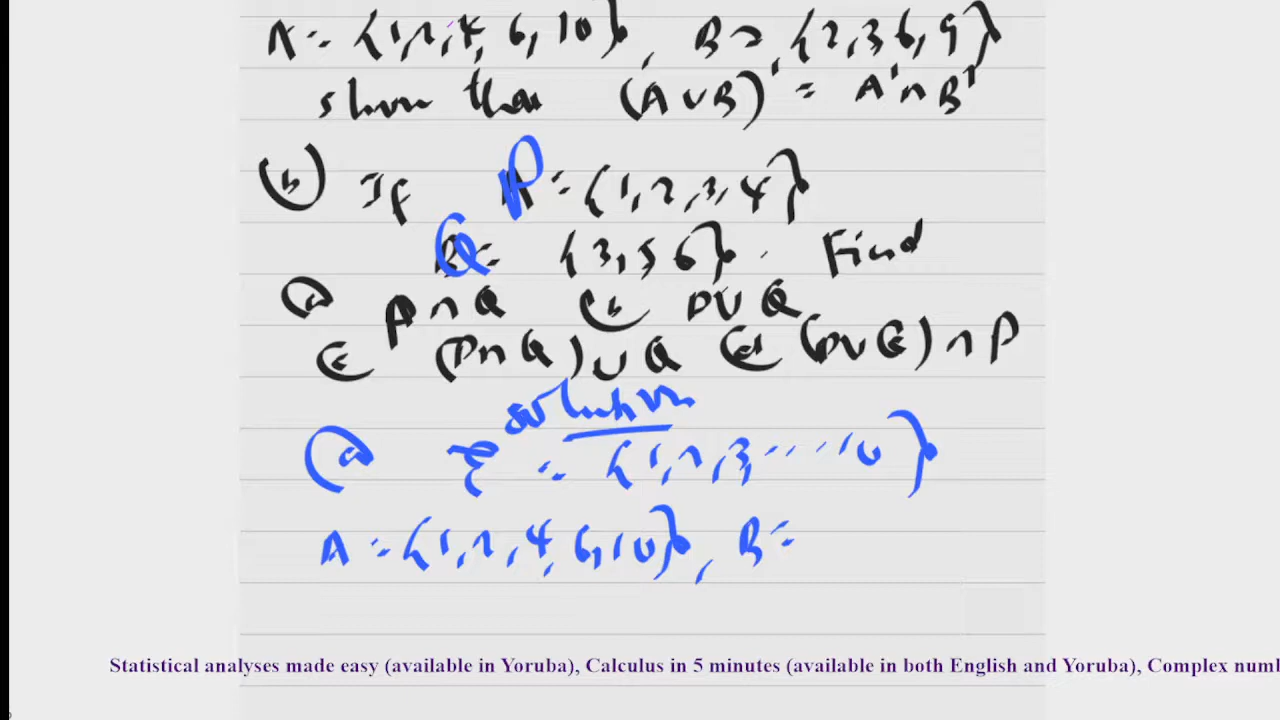 A = {1,2,4, 6, 10}, B = {2,3,6,9}
show that (A∪B)' = A'∩B'
(b) If P = {1,2,3,4}
Q = {3,5,6}. Find
(a) P∩Q (b) P∪Q
(c) (P∩Q)∪Q (d) (P∪Q)∩P
solution
(a) ξ = {1,2,3,....10}
A = {1,2,4,6,10}, B =
Statistical analyses made easy (available in Yoruba), Calculus in 5 minutes (available in both English and Yoruba), Complex numb